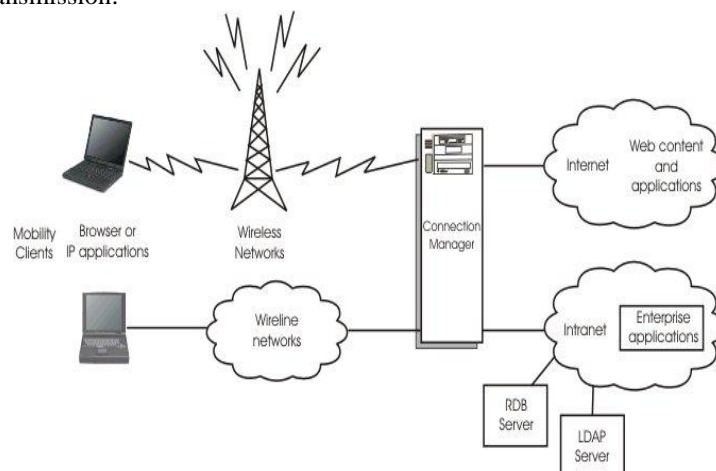 Web content
Internet and
applications
Connection
Manager
Mobility Browser or
Clients IP applications
Wireless
Networks
Wireline
networks
Intranet
Enterprise
applications
RDB
Server
LDAP
Server